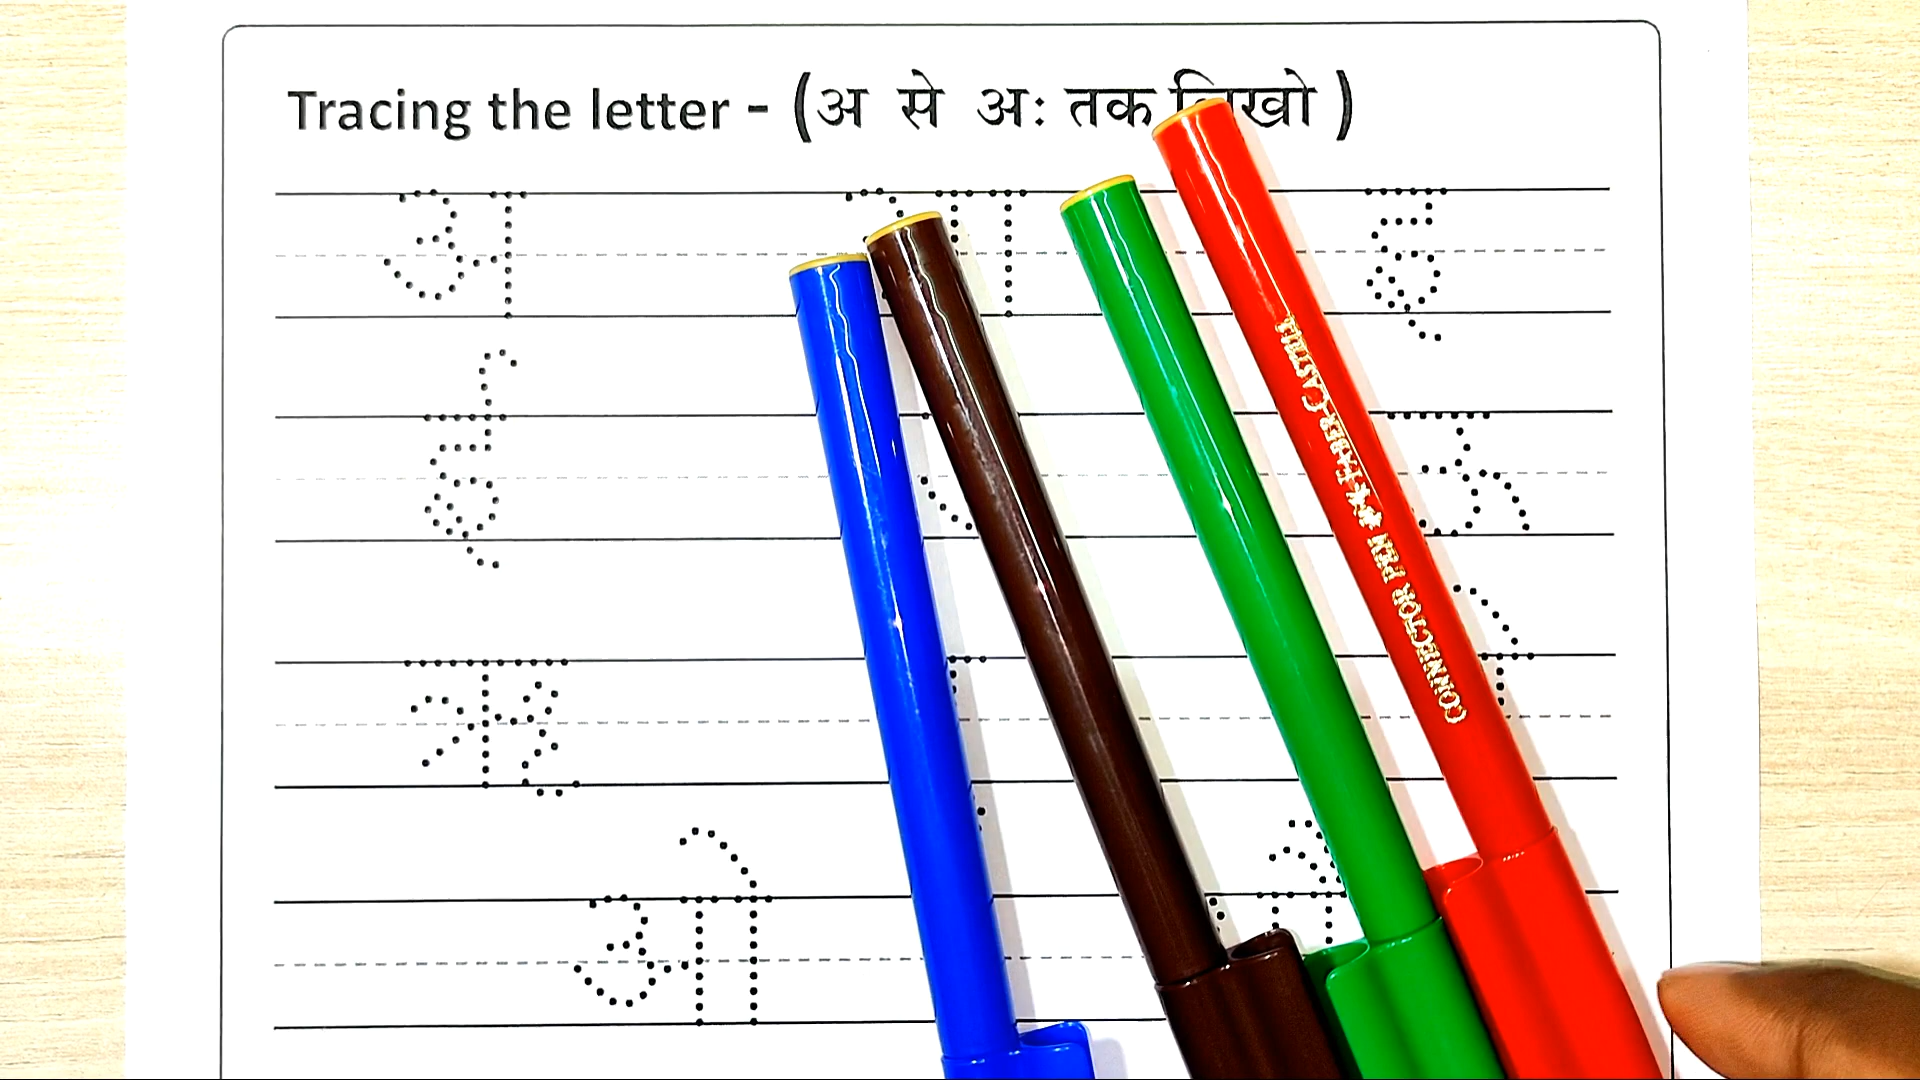 Tracing the letter - (अ से अः तक लिखो )
अ आ इ
ई ऊ
ऋ
ओ
FABER-CASTELL CONNECTOR PEN